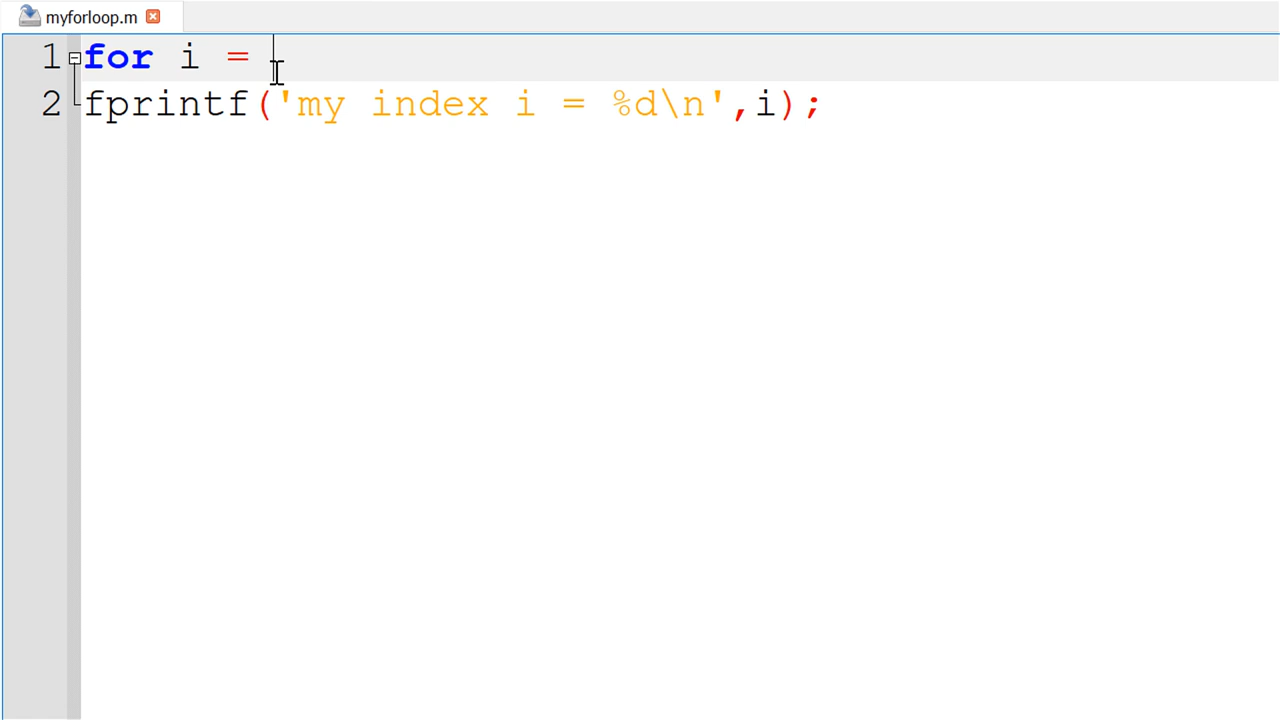 myforloop.m
1 for i =
2 fprintf('my index i = %d\n',i);